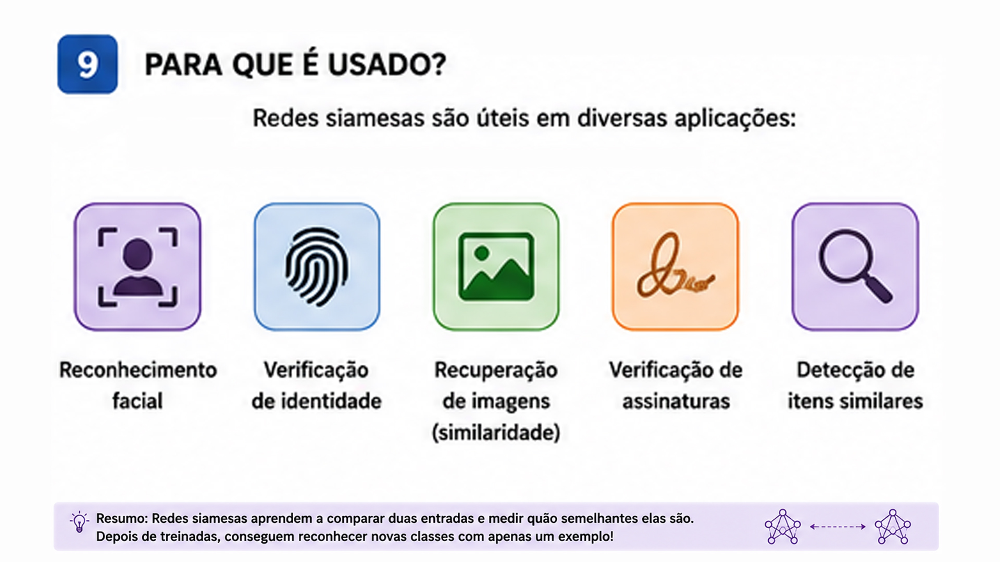 9
PARA QUE É USADO?
Redes siamesas são úteis em diversas aplicações:
Reconhecimento
facial
Verificação
de identidade
Recuperação
de imagens
(similaridade)
Verificação de
assinaturas
Detecção de
itens similares
Resumo: Redes siamesas aprendem a comparar duas entradas e medir quão semelhantes elas são.
Depois de treinadas, conseguem reconhecer novas classes com apenas um exemplo!